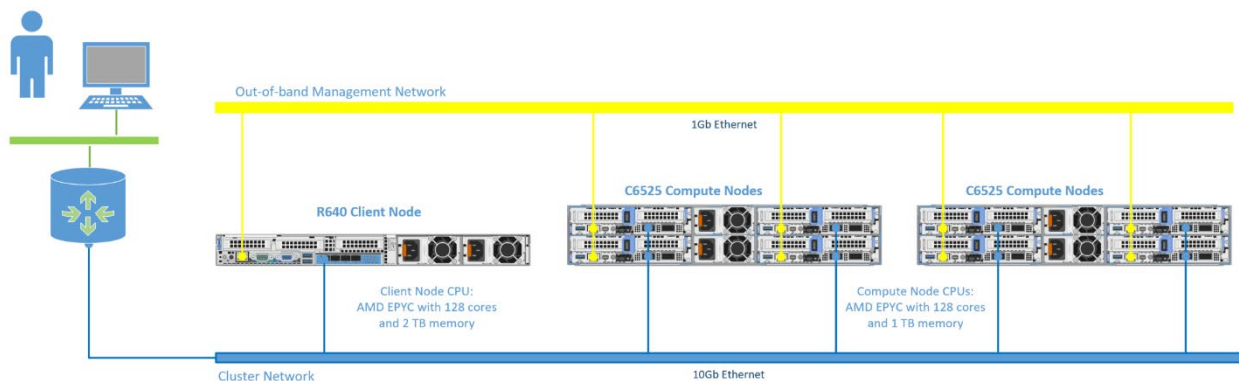 Out-of-band Management Network
1Gb Ethernet
C6525 Compute Nodes
C6525 Compute Nodes
R640 Client Node
Client Node CPU:
AMD EPYC with 128 cores
and 2 TB memory
Compute Node CPUs:
AMD EPYC with 128 cores
and 1 TB memory
Cluster Network
10Gb Ethernet